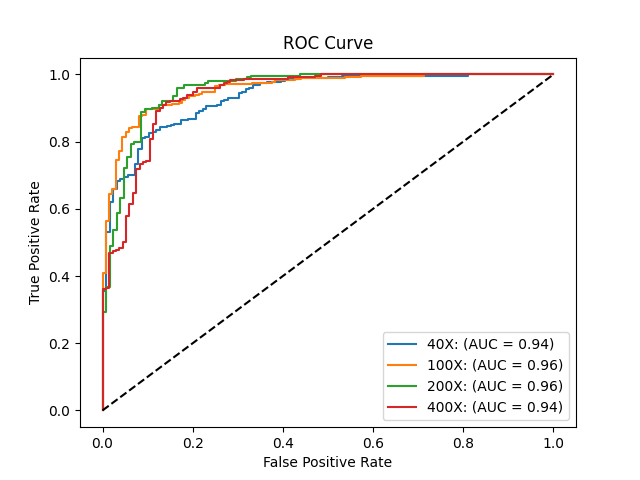 ROC Curve
True Positive Rate
1.0
0.8
0.6
0.4
0.2
0.0
0.0 0.2 0.4 0.6 0.8 1.0
False Positive Rate
40X: (AUC = 0.94)
100X: (AUC = 0.96)
200X: (AUC = 0.96)
400X: (AUC = 0.94)